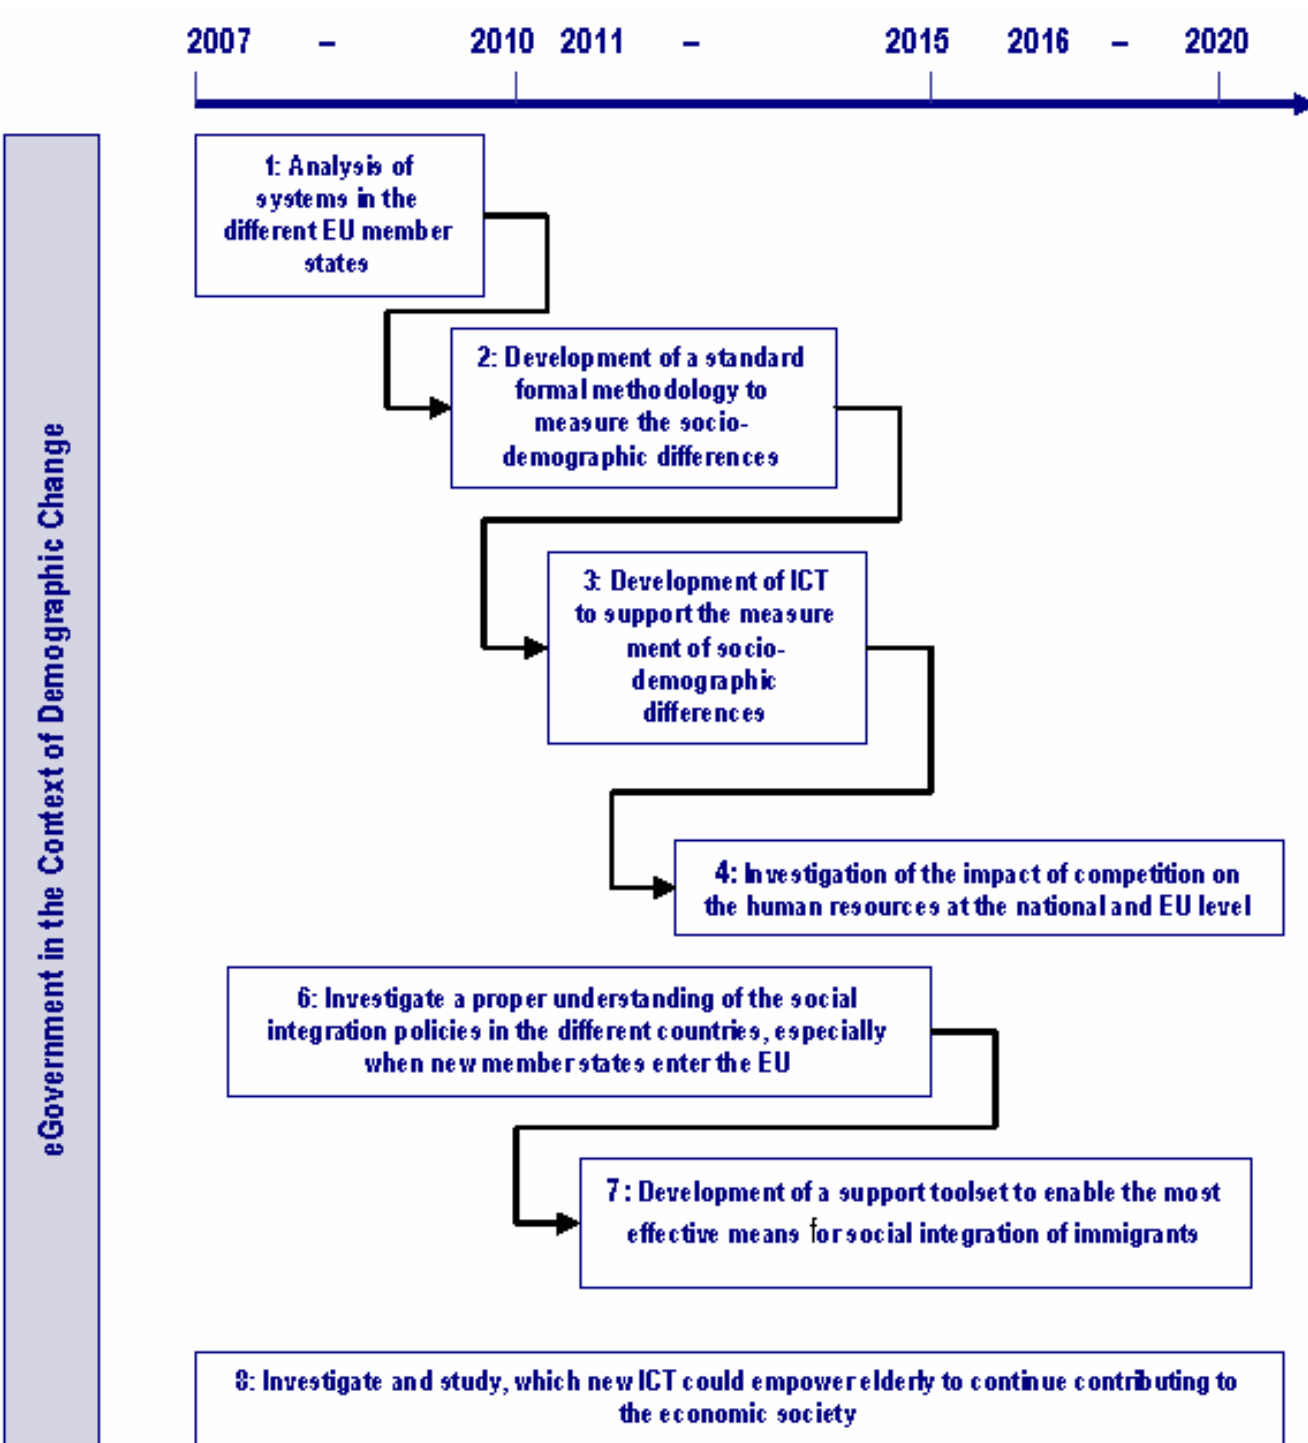 2007 – 2010 2011 – 2015 2016 – 2020
eGovernment in the Context of Demographic Change
1: Analysis of
systems in the
different EU member
states
2: Development of a standard
formal methodology to
measure the socio-
demographic differences
3: Development of ICT
to support the measure
ment of socio-
demographic
differences
4: Investigation of the impact of competition on
the human resources at the national and EU level
6: Investigate a proper understanding of the social
integration policies in the different countries, especially
when new member states enter the EU
7: Development of a support toolset to enable the most
effective means for social integration of immigrants
8: Investigate and study, which new ICT could empower elderly to continue contributing to
the economic society